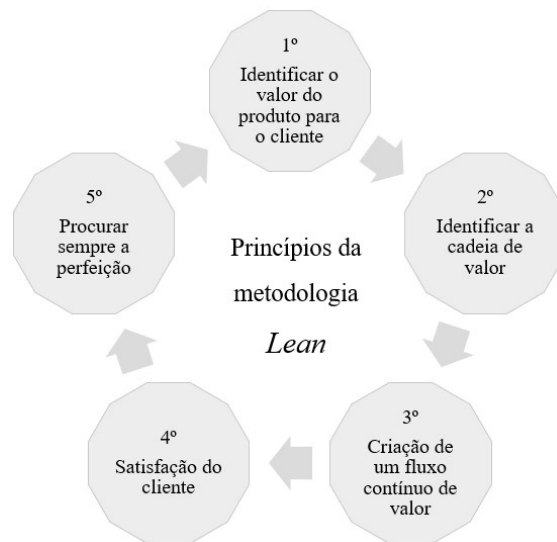 1º
Identificar o
valor do
produto para
o cliente
2º
Identificar a
cadeia de
valor
3º
Criação de
um fluxo
contínuo de
valor
4º
Satisfação do
cliente
5º
Procurar
sempre a
perfeição
Princípios da
metodologia
Lean